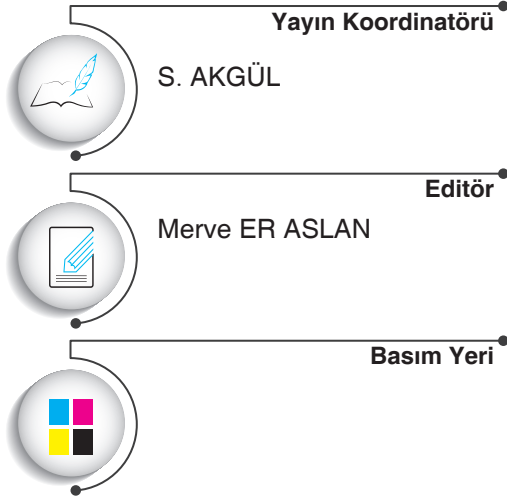 Yayın Koordinatörü
S. AKGÜL
Editör
Merve ER ASLAN
Basım Yeri